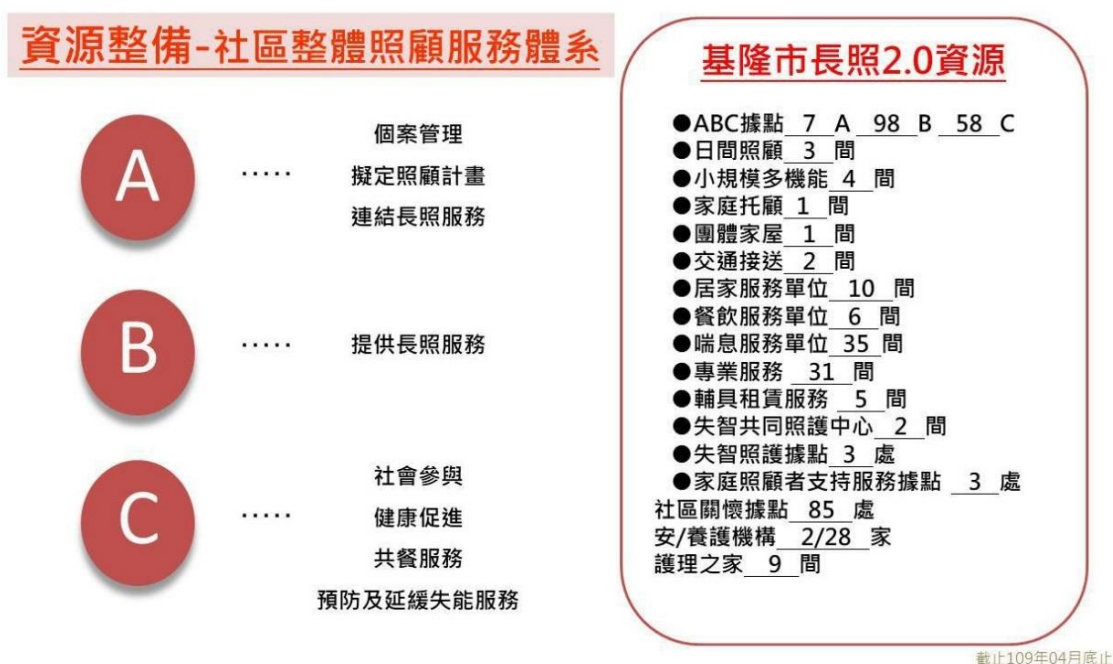 資源整備-社區整體照顧服務體系
A
.....
個案管理
擬定照顧計畫
連結長照服務
B
.....
提供長照服務
C
.....
社會參與
健康促進
共餐服務
預防及延緩失能服務
基隆市長照2.0資源
●ABC據點 7 A 98 B 58 C
●日間照顧 3 間
●小規模多機能 4 間
●家庭托顧 1 間
●團體家屋 1 間
●交通接送 2 間
●居家服務單位 10 間
●餐飲服務單位 6 間
●喘息服務單位 35 間
●專業服務 31 間
●輔具租賃服務 5 間
●失智共同照護中心 2 間
●失智照護據點 3 處
●家庭照顧者支持服務據點 3 處
社區關懷據點 85 處
安/養護機構 2/28 家
護理之家 9 間
截止109年04月底止